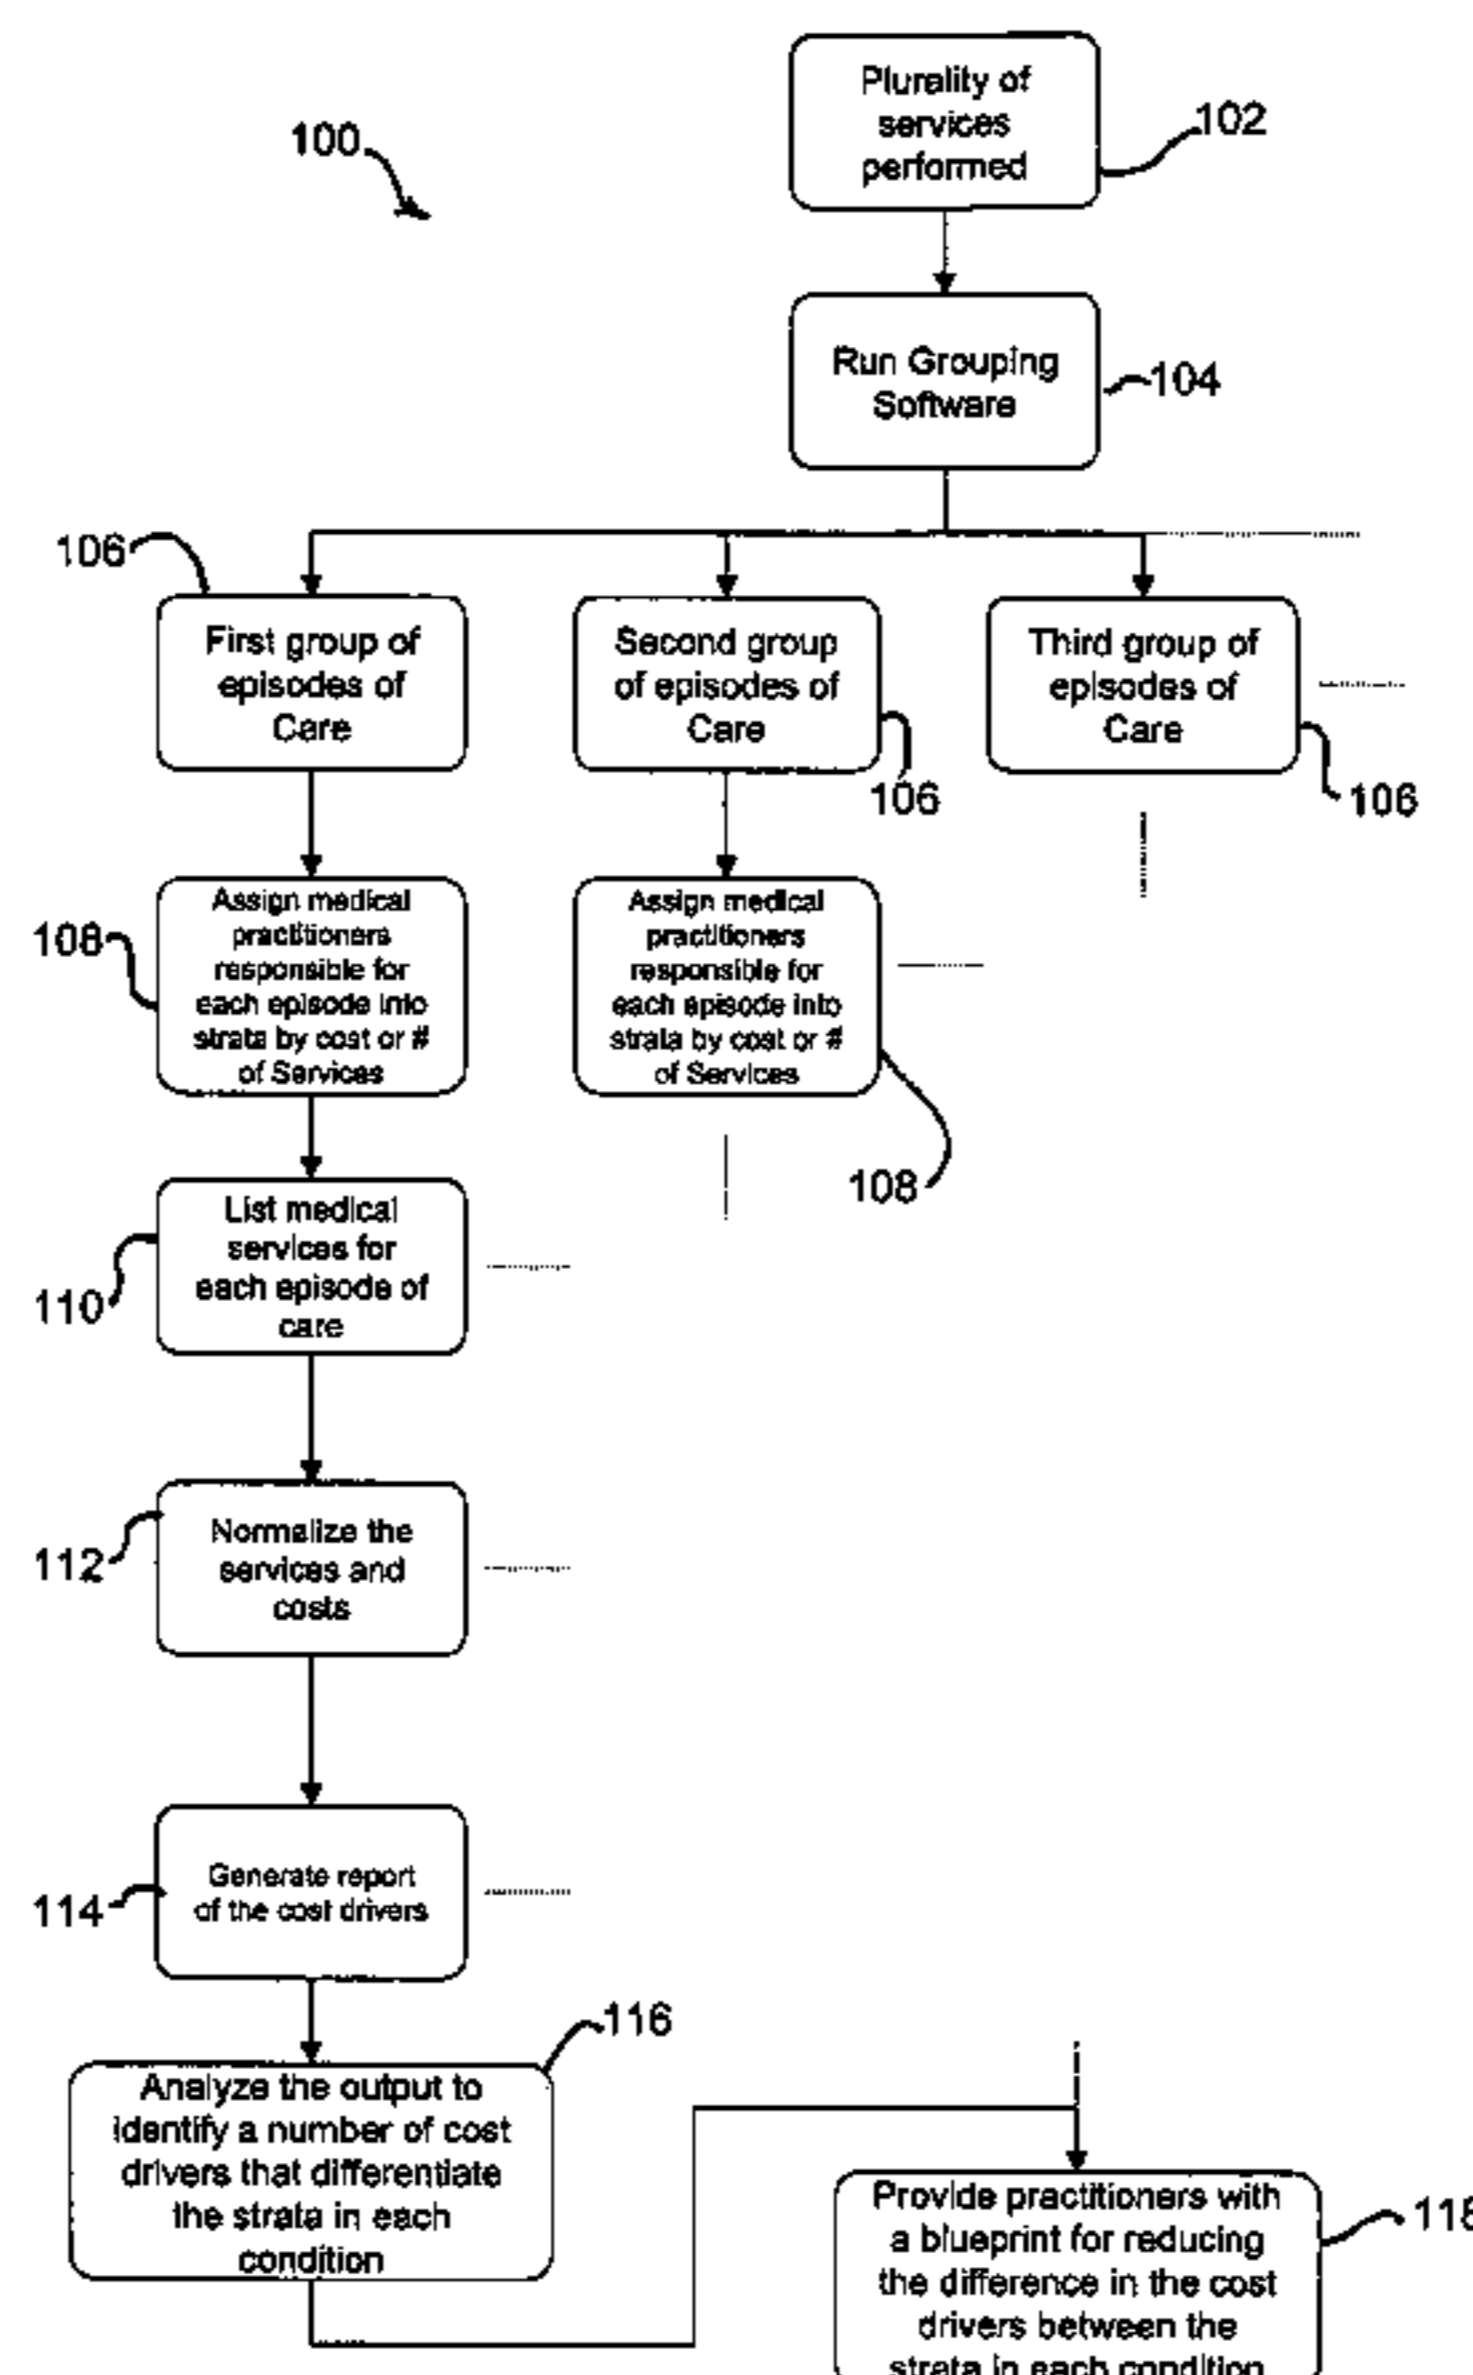 100
Plurality of
services
performed
102
Run Grouping
Software
104
106
First group of
episodes of
Care
Second group
of episodes of
Care
106
Third group of
episodes of
Care
106
108
Assign medical
practitioners
responsible for
each episode into
strata by cost or #
of Services
Assign medical
practitioners
responsible for
each episode into
strata by cost or #
of Services
108
110
List medical
services for
each episode of
care
112
Normalize the
services and
costs
114
Generate report
of the cost drivers
116
Analyze the output to
identify a number of cost
drivers that differentiate
the strata in each
condition
Provide practitioners with
a blueprint for reducing
the difference in the cost
drivers between the
strata in each condition
118